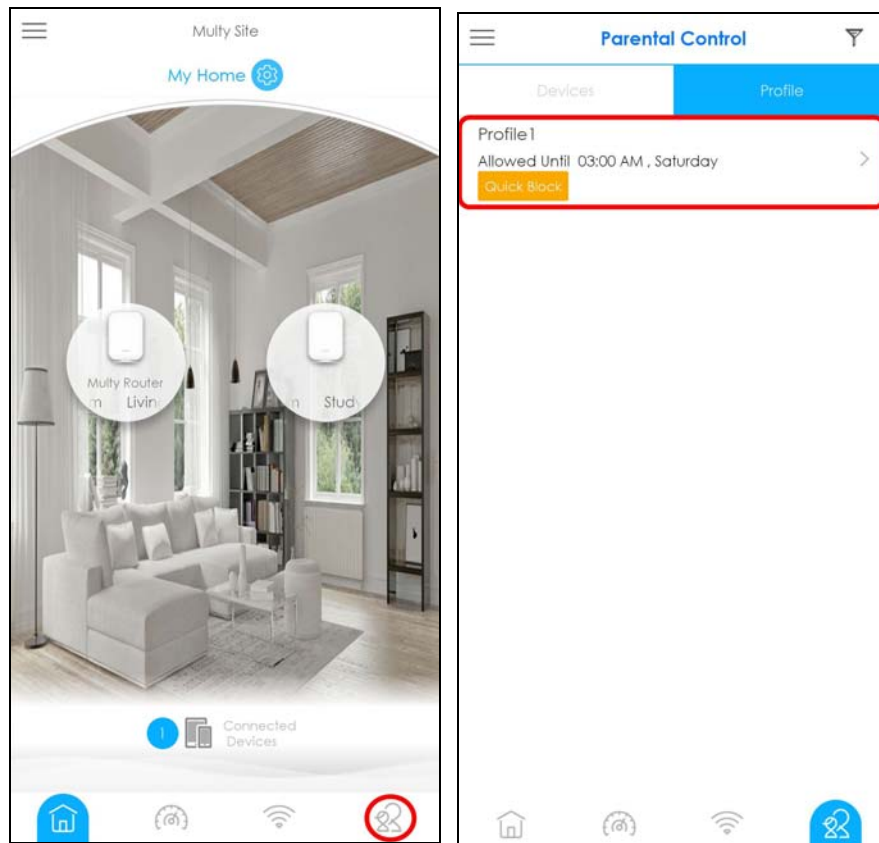 Multy Site
My Home
Multy Router
m Livin
n Stud
1 Connected
Devices
Parental Control
Devices Profile
Profile1
Allowed Until 03:00 AM , Saturday
Quick Block